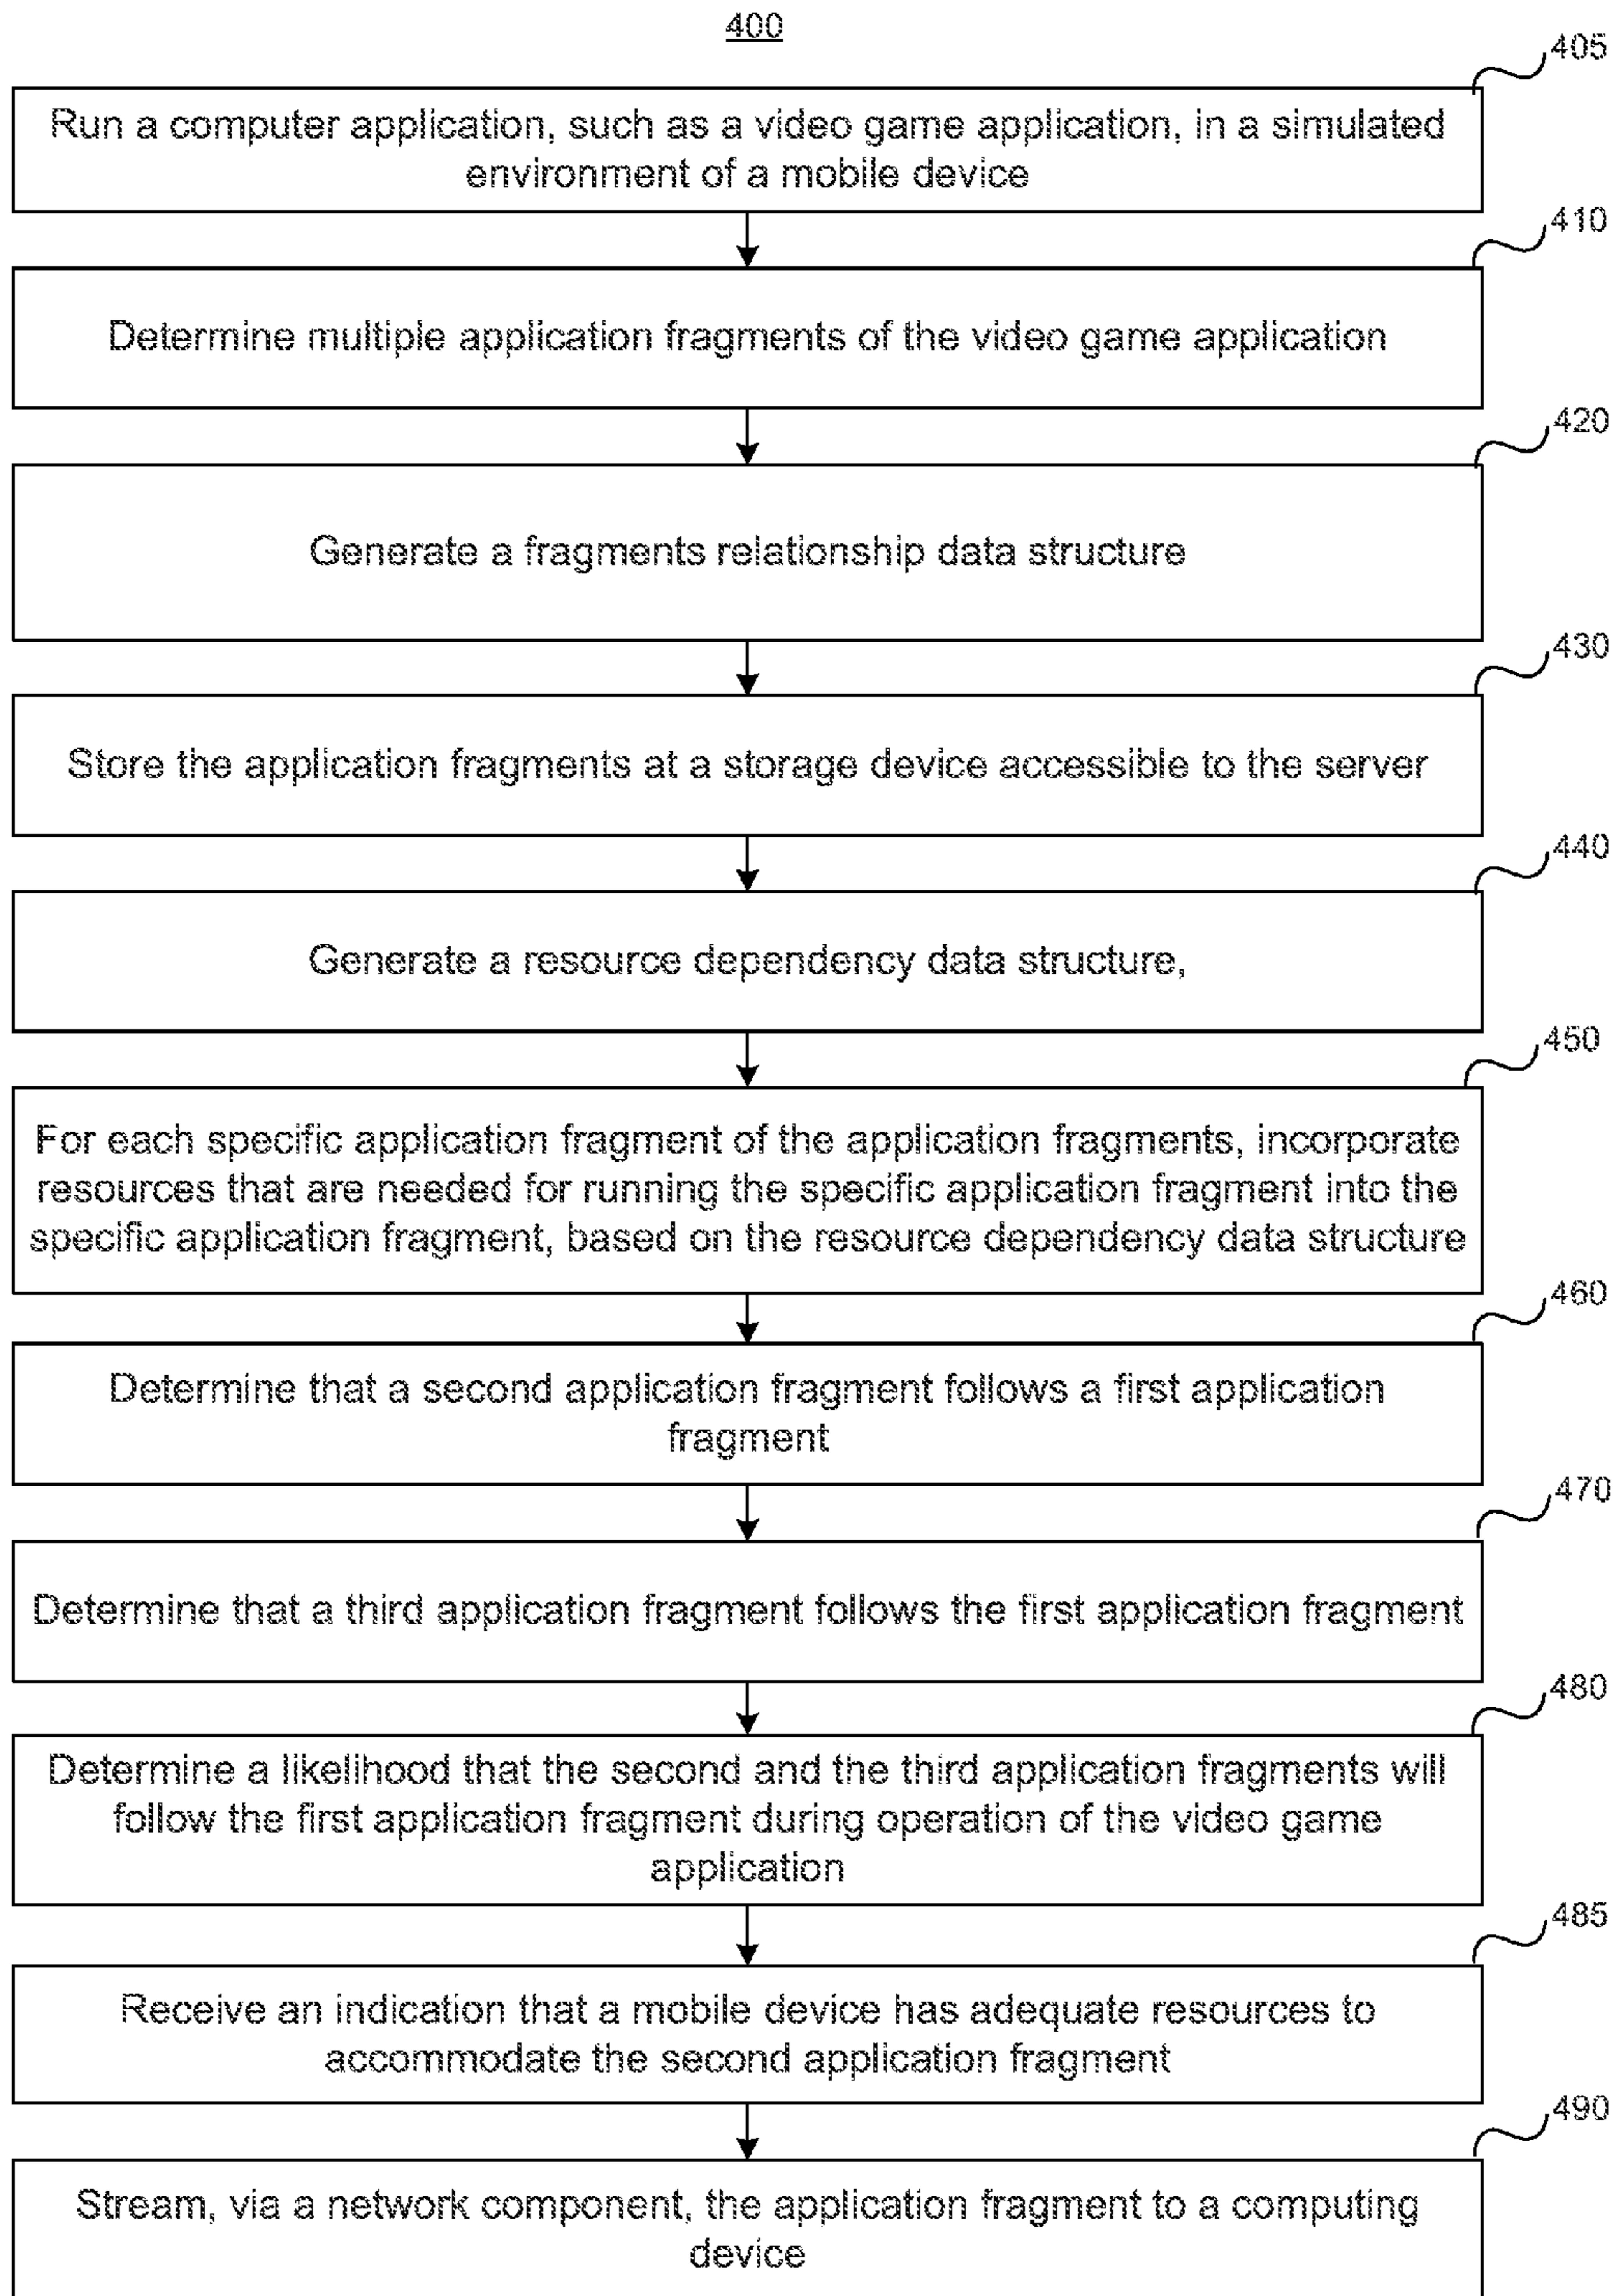 400
405
Run a computer application, such as a video game application, in a simulated
environment of a mobile device
410
Determine multiple application fragments of the video game application
420
Generate a fragments relationship data structure
430
Store the application fragments at a storage device accessible to the server
440
Generate a resource dependency data structure,
450
For each specific application fragment of the application fragments, incorporate
resources that are needed for running the specific application fragment into the
specific application fragment, based on the resource dependency data structure
460
Determine that a second application fragment follows a first application
fragment
470
Determine that a third application fragment follows the first application fragment
480
Determine a likelihood that the second and the third application fragments will
follow the first application fragment during operation of the video game
application
485
Receive an indication that a mobile device has adequate resources to
accommodate the second application fragment
490
Stream, via a network component, the application fragment to a computing
device